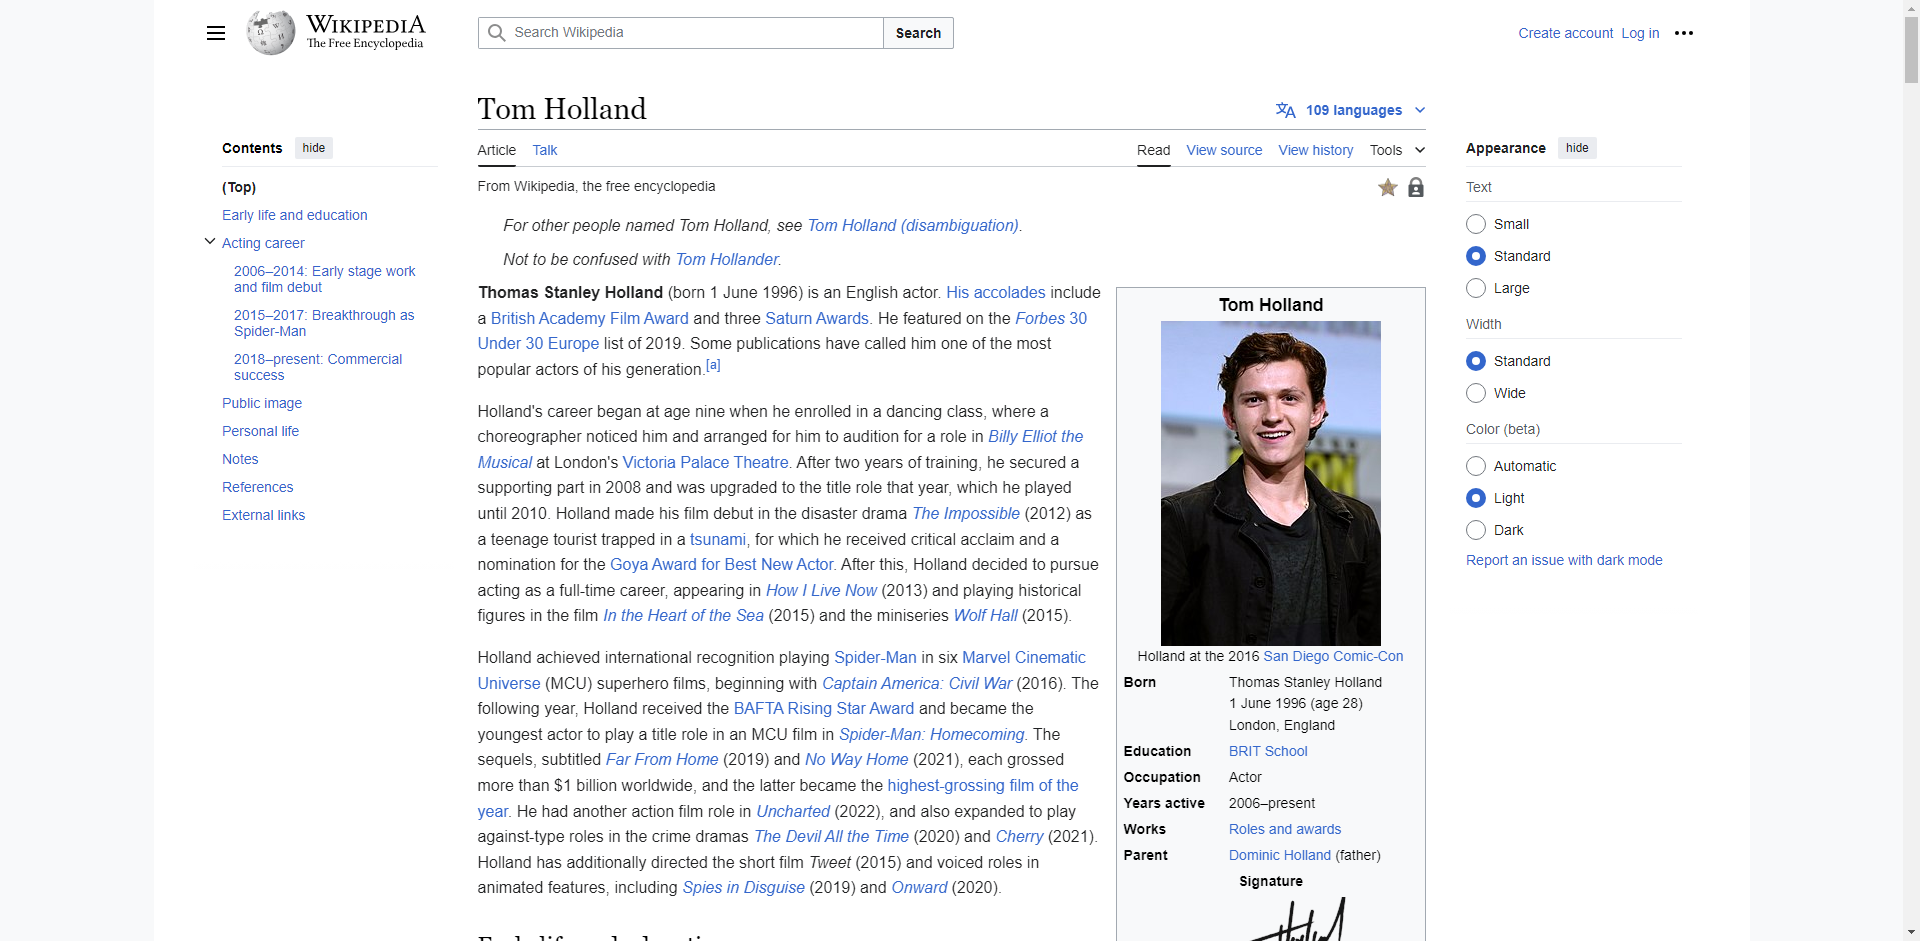 WIKIPEDIA
The Free Encyclopedia
Search Wikipedia
Search
Create account Log in
Tom Holland
109 languages
Contents hide
(Top)
Early life and education
Acting career
2006–2014: Early stage work
and film debut
2015–2017: Breakthrough as
Spider-Man
2018–present: Commercial
success
Public image
Personal life
Notes
References
External links
Article Talk
Read View source View history Tools
From Wikipedia, the free encyclopedia
For other people named Tom Holland, see Tom Holland (disambiguation).
Not to be confused with Tom Hollander.
Thomas Stanley Holland (born 1 June 1996) is an English actor. His accolades include
a British Academy Film Award and three Saturn Awards. He featured on the Forbes 30
Under 30 Europe list of 2019. Some publications have called him one of the most
popular actors of his generation.[a]
Holland's career began at age nine when he enrolled in a dancing class, where a
choreographer noticed him and arranged for him to audition for a role in Billy Elliot the
Musical at London's Victoria Palace Theatre. After two years of training, he secured a
supporting part in 2008 and was upgraded to the title role that year, which he played
until 2010. Holland made his film debut in the disaster drama The Impossible (2012) as
a teenage tourist trapped in a tsunami, for which he received critical acclaim and a
nomination for the Goya Award for Best New Actor. After this, Holland decided to pursue
acting as a full-time career, appearing in How I Live Now (2013) and playing historical
figures in the film In the Heart of the Sea (2015) and the miniseries Wolf Hall (2015).
Holland achieved international recognition playing Spider-Man in six Marvel Cinematic
Universe (MCU) superhero films, beginning with Captain America: Civil War (2016). The
following year, Holland received the BAFTA Rising Star Award and became the
youngest actor to play a title role in an MCU film in Spider-Man: Homecoming. The
sequels, subtitled Far From Home (2019) and No Way Home (2021), each grossed
more than $1 billion worldwide, and the latter became the highest-grossing film of the
year. He had another action film role in Uncharted (2022), and also expanded to play
against-type roles in the crime dramas The Devil All the Time (2020) and Cherry (2021).
Holland has additionally directed the short film Tweet (2015) and voiced roles in
animated features, including Spies in Disguise (2019) and Onward (2020).
Tom Holland
Holland at the 2016 San Diego Comic-Con
Born Thomas Stanley Holland
1 June 1996 (age 28)
London, England
Education BRIT School
Occupation Actor
Years active 2006–present
Works Roles and awards
Parent Dominic Holland (father)
Signature
Appearance hide
Text
Small
Standard
Large
Width
Standard
Wide
Color (beta)
Automatic
Light
Dark
Report an issue with dark mode